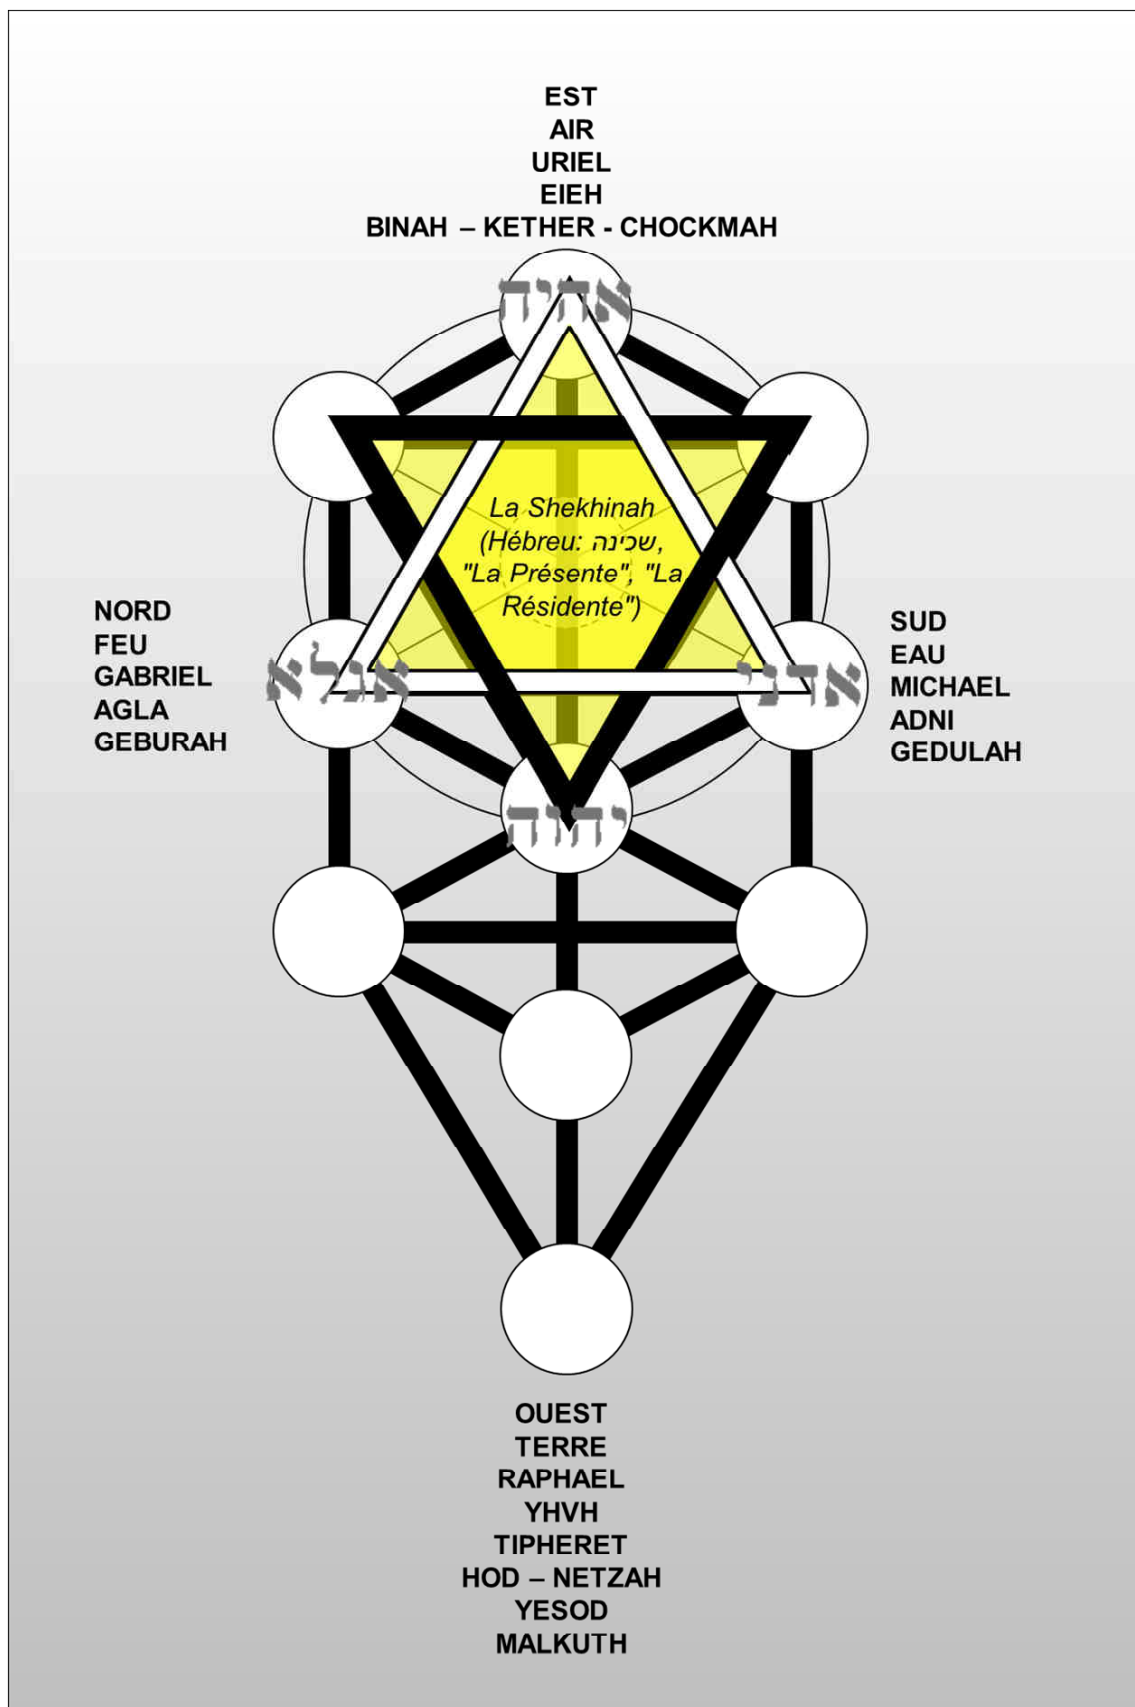 EST
AIR
URIEL
EIEH
BINAH – KETHER - CHOCKMAH
אהיה
La Shekhinah
(Hébreu: שכינה,
"La Présente", "La
Résidente")
NORD
FEU
GABRIEL
AGLA
GEBURAH
אגלא
SUD
EAU
MICHAEL
ADNI
GEDULAH
אדני
יהוה
OUEST
TERRE
RAPHAEL
YHVH
TIPHERET
HOD – NETZAH
YESOD
MALKUTH